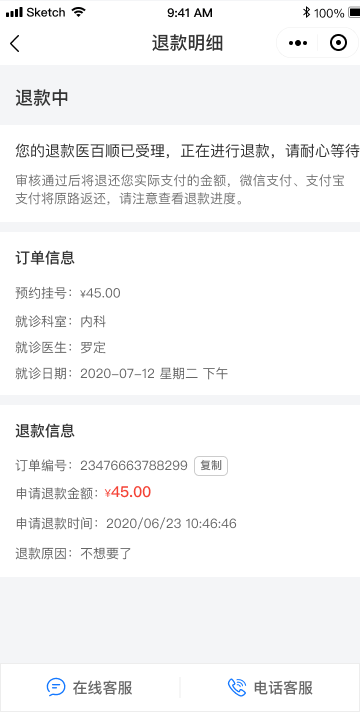 Sketch 9:41 AM 100%
退款明细
退款中
您的退款医百顺已受理，正在进行退款，请耐心等待
审核通过后将退还您实际支付的金额，微信支付、支付宝
支付将原路返还，请注意查看退款进度。
订单信息
预约挂号：¥45.00
就诊科室：内科
就诊医生：罗定
就诊日期：2020-07-12 星期二 下午
退款信息
订单编号：23476663788299 复制
申请退款金额：¥45.00
申请退款时间：2020/06/23 10:46:46
退款原因：不想要了
在线客服 电话客服